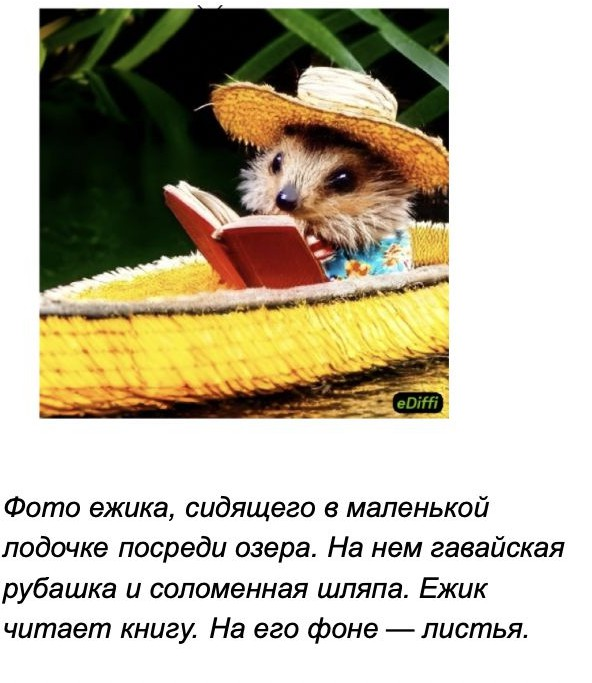 eDiffi
Фото ежика, сидящего в маленькой
лодочке посреди озера. На нем гавайская
рубашка и соломенная шляпа. Ежик
читает книгу. На его фоне — листья.